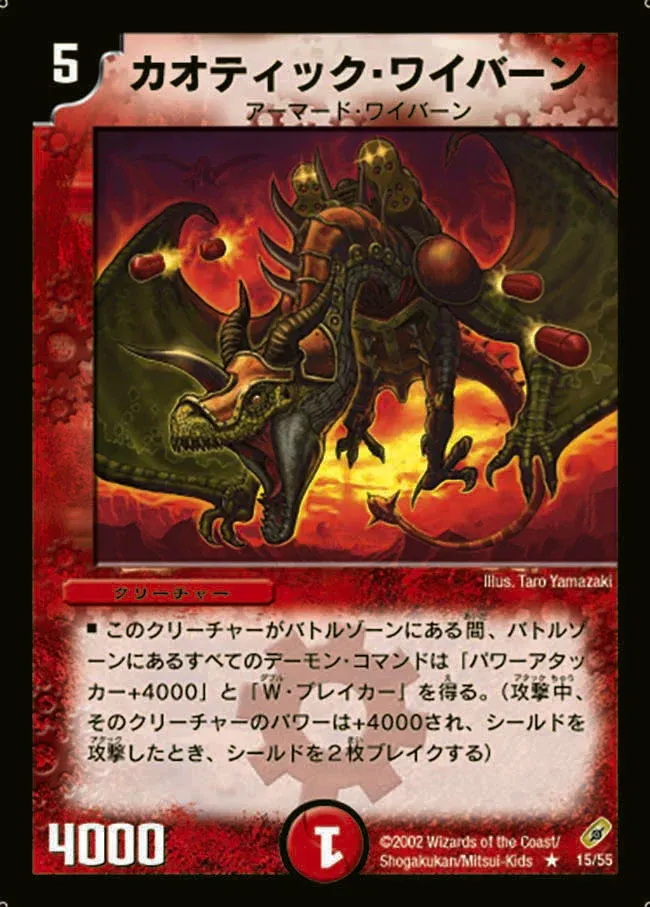 5
カオティック・ワイバーン
アーマード・ワイバーン
Illus. Taro Yamazaki
クリーチャー
■ このクリーチャーがバトルゾーンにある間、バトルゾ
ーンにあるすべてのデーモン・コマンドは「パワーアタッ
カー+4000」と「W・ブレイカー」を得る。(攻撃中、
そのクリーチャーのパワーは+4000され、シールドを
攻撃したとき、シールドを2枚ブレイクする)
4000
1
©2002 Wizards of the Coast/
Shogakukan/Mitsui-Kids ★ 15/55